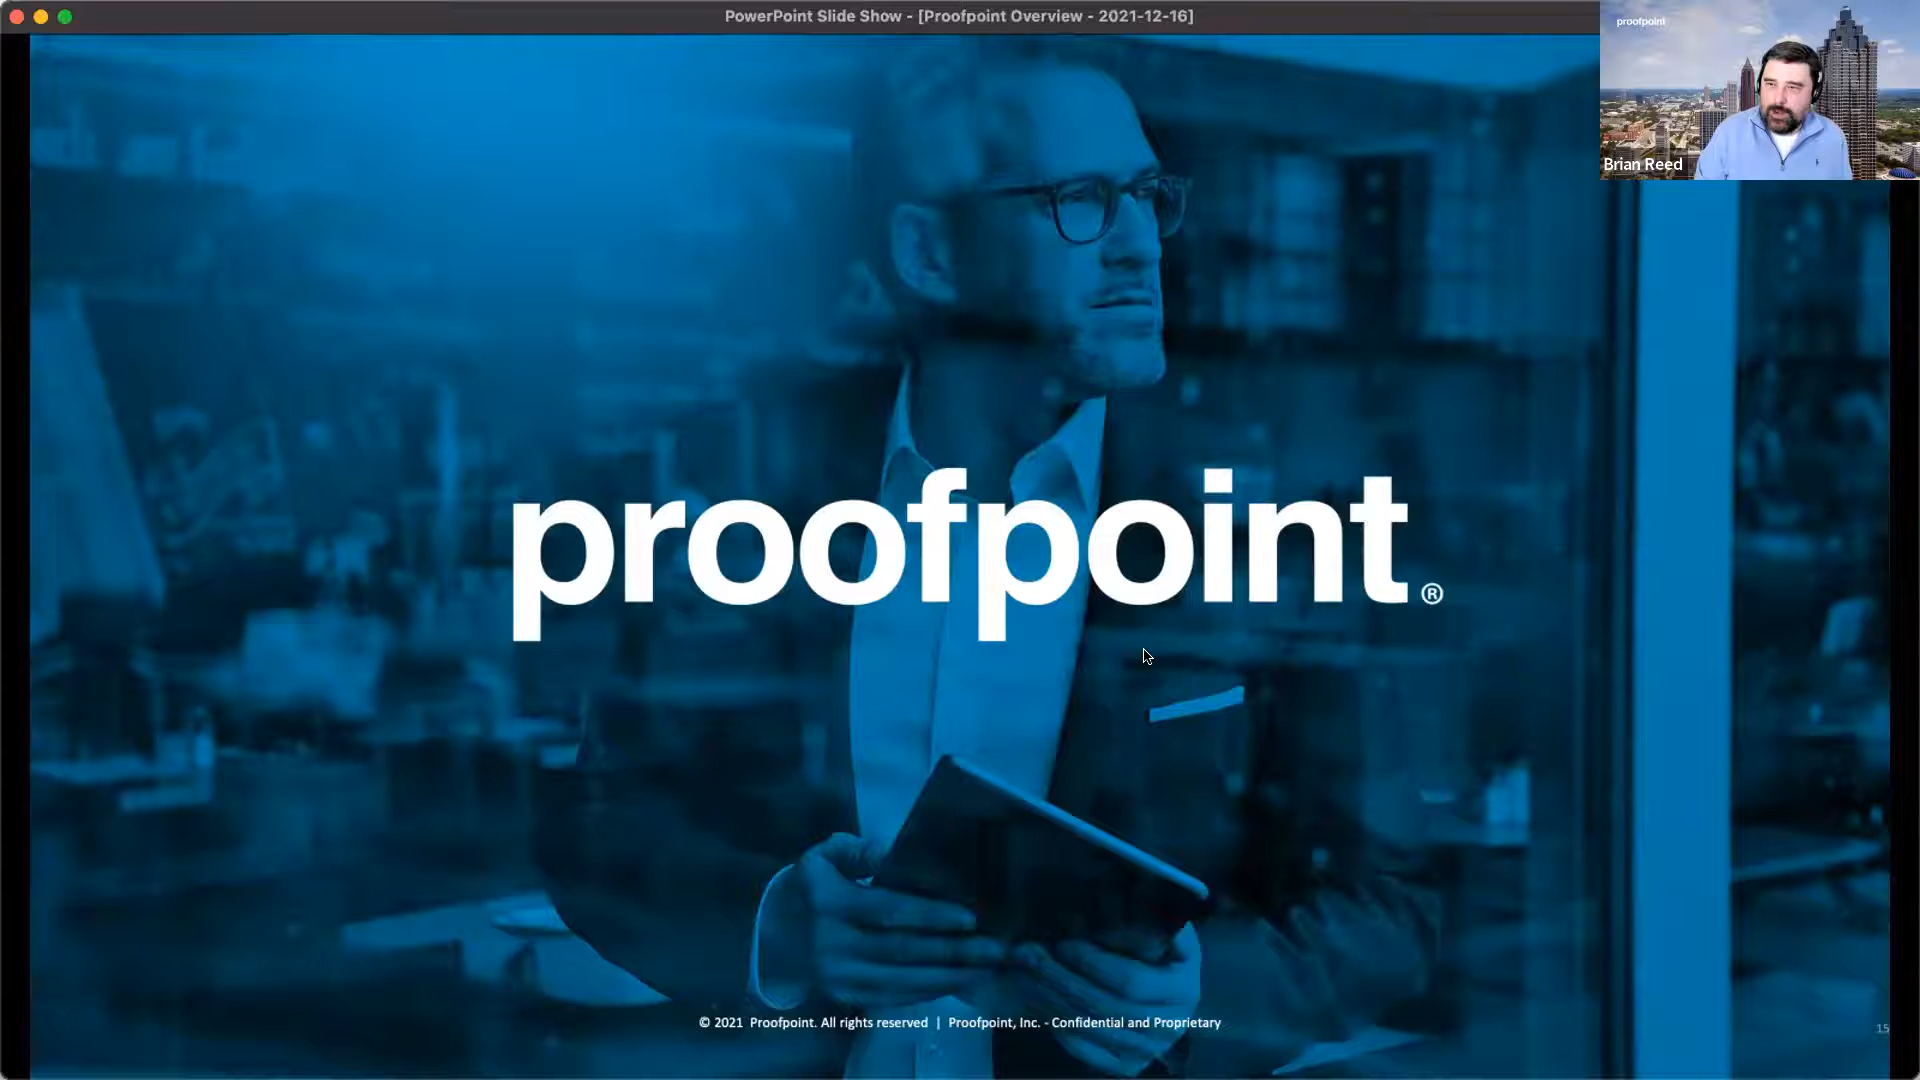 PowerPoint Slide Show - [Proofpoint Overview - 2021-12-16]
proofpoint
Brian Reed
proofpoint®
© 2021 Proofpoint. All rights reserved | Proofpoint, Inc. - Confidential and Proprietary
15